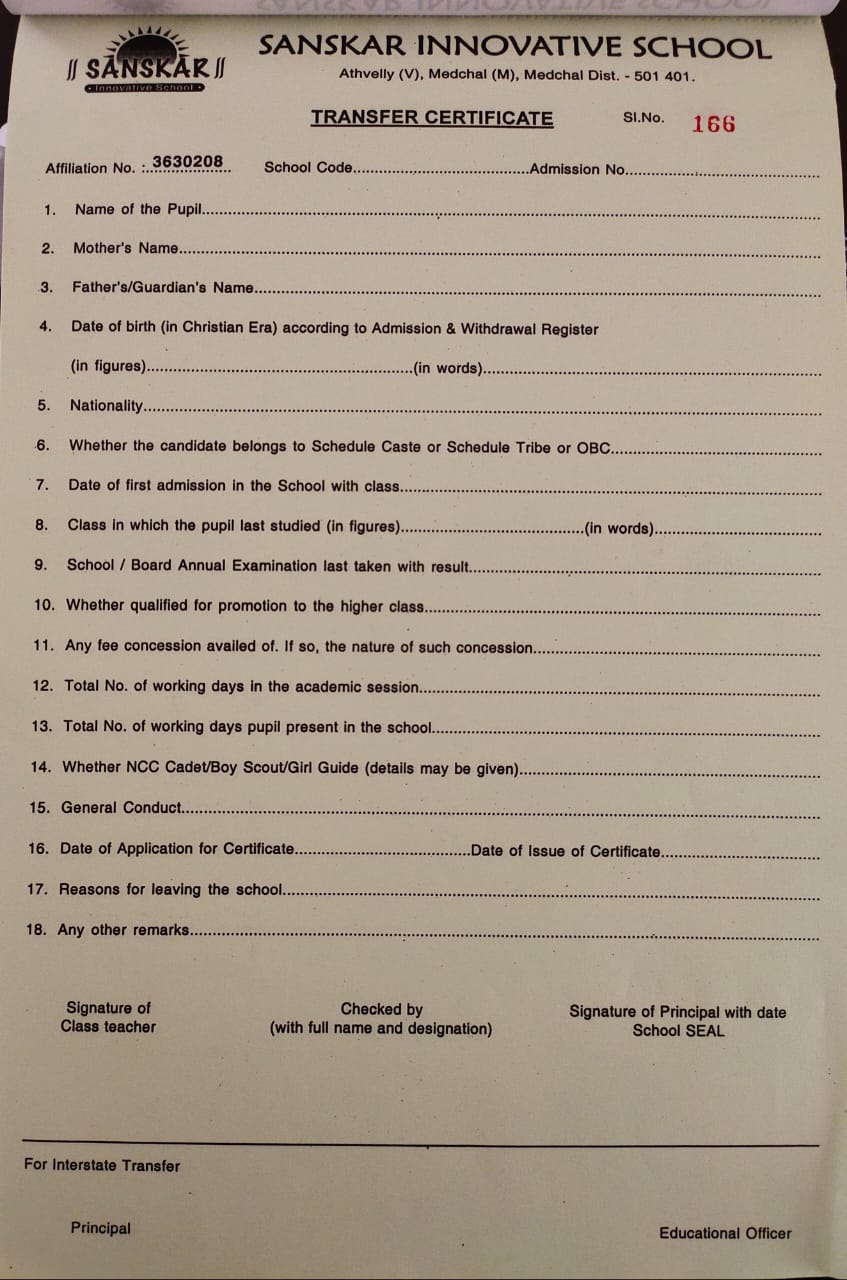 || SANSKAR ||
Innovative School
SANSKAR INNOVATIVE SCHOOL
Athvelly (V), Medchal (M), Medchal Dist. - 501 401.
TRANSFER CERTIFICATE Sl.No. 166
Affiliation No. :..3630208.. School Code..............................Admission No..............................
1. Name of the Pupil..............................
2. Mother's Name..............................
3. Father's/Guardian's Name..............................
4. Date of birth (in Christian Era) according to Admission & Withdrawal Register
(in figures)..............................(in words)..............................
5. Nationality..............................
6. Whether the candidate belongs to Schedule Caste or Schedule Tribe or OBC..............................
7. Date of first admission in the School with class..............................
8. Class in which the pupil last studied (in figures)..............................(in words)..............................
9. School / Board Annual Examination last taken with result..............................
10. Whether qualified for promotion to the higher class..............................
11. Any fee concession availed of. If so, the nature of such concession..............................
12. Total No. of working days in the academic session..............................
13. Total No. of working days pupil present in the school..............................
14. Whether NCC Cadet/Boy Scout/Girl Guide (details may be given)..............................
15. General Conduct..............................
16. Date of Application for Certificate..............................Date of Issue of Certificate..............................
17. Reasons for leaving the school..............................
18. Any other remarks..............................
Signature of Checked by Signature of Principal with date
Class teacher (with full name and designation) School SEAL
For Interstate Transfer
Principal Educational Officer